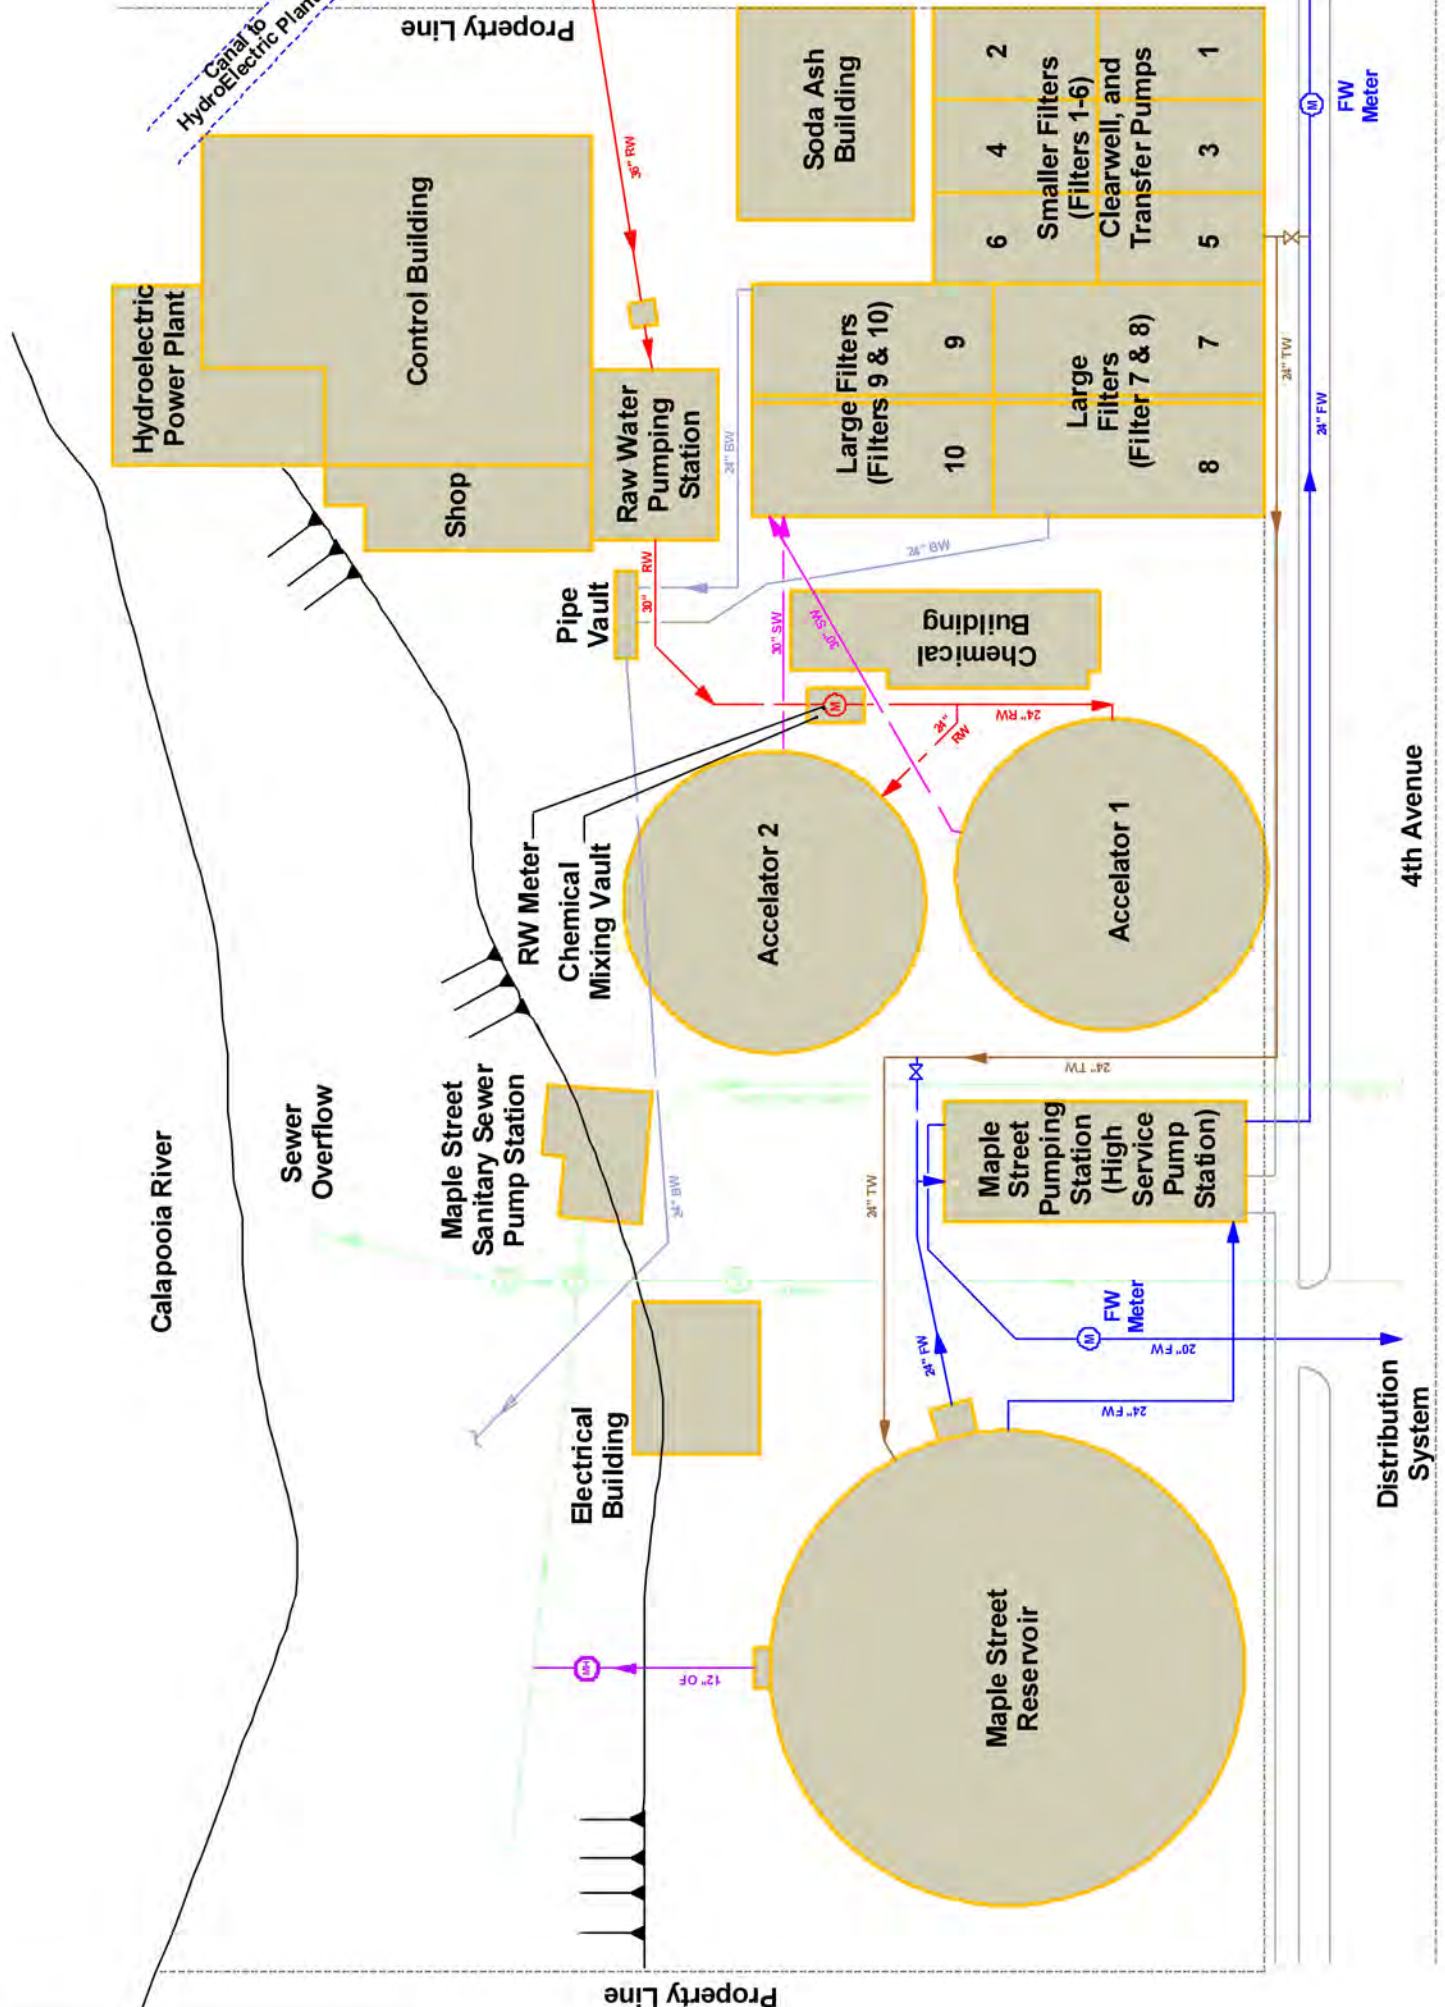 Canal to
HydroElectric Plant
Property Line
Hydroelectric
Power Plant
Control Building
Shop
36" RW
Raw Water
Pumping
Station
Soda Ash
Building
2
4
6
Smaller Filters
(Filters 1-6)
Clearwell, and
Transfer Pumps
1
3
5
M
FW
Meter
24" TW
24" FW
Large Filters
(Filters 9 & 10)
9
10
Large
Filters
(Filter 7 & 8)
7
8
24" BW
24" BW
30" RW
Pipe
Vault
30" SW
30" SW
Chemical
Building
M
24" RW
24"
RW
RW Meter
Chemical
Mixing Vault
Accelator 2
Accelator 1
4th Avenue
Calapooia River
Sewer
Overflow
Maple Street
Sanitary Sewer
Pump Station
24" BW
24" TW
24" TW
Maple
Street
Pumping
Station
(High
Service
Pump
Station)
24" FW
FW
Meter
M
20" FW
24" FW
Distribution
System
Electrical
Building
MH
12" OF
Maple Street
Reservoir
Property Line